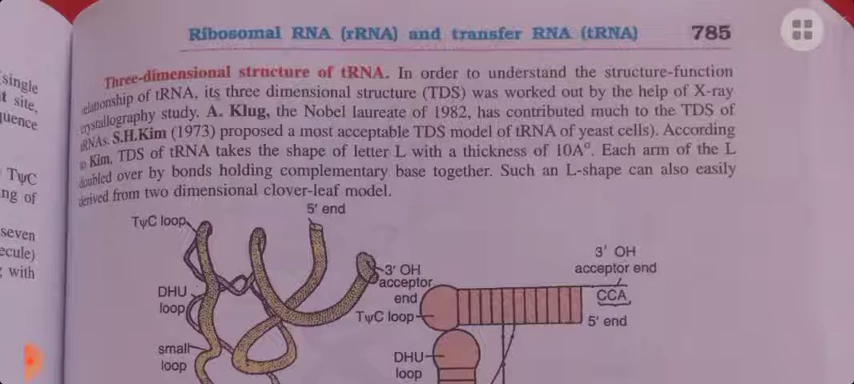 Ribosomal RNA (rRNA) and transfer RNA (tRNA) 785
Three-dimensional structure of tRNA. In order to understand the structure-function
relationship of tRNA, its three dimensional structure (TDS) was worked out by the help of X-ray
crystallography study. A. Klug, the Nobel laureate of 1982, has contributed much to the TDS of
tRNAs. S.H.Kim (1973) proposed a most acceptable TDS model of tRNA of yeast cells). According
to Kim, TDS of tRNA takes the shape of letter L with a thickness of 10A°. Each arm of the L
doubled over by bonds holding complementary base together. Such an L-shape can also easily
derived from two dimensional clover-leaf model.
single
site,
quence
TψC
ng of
seven
ecule)
with
5' end
TψC loop
DHU
loop
small
loop
3' OH
acceptor
end
3' OH
acceptor end
CCA
5' end
TψC loop
DHU
loop